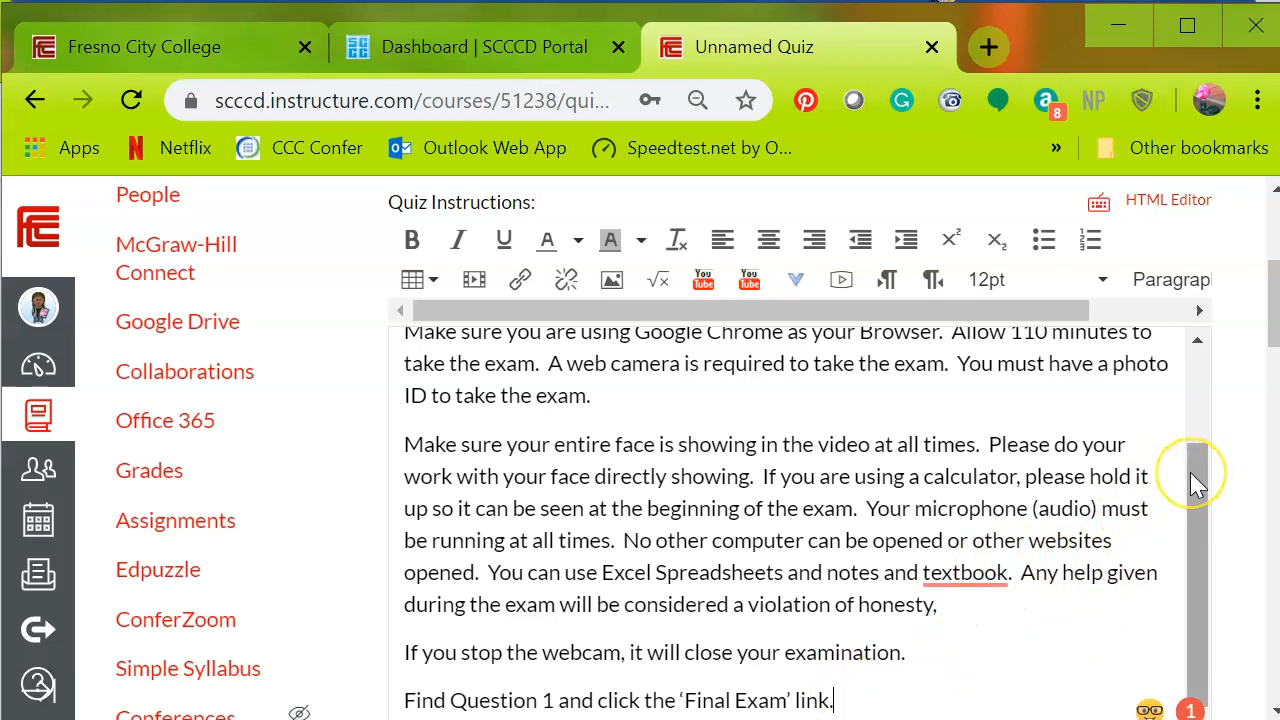 Fresno City College
Dashboard | SCCCD Portal
Unnamed Quiz
scccd.instructure.com/courses/51238/qui...
8
NP
Apps
Netflix
CCC Confer
Outlook Web App
Speedtest.net by O...
»
Other bookmarks
People
McGraw-Hill
Connect
Google Drive
Collaborations
Office 365
Grades
Assignments
Edpuzzle
ConferZoom
Simple Syllabus
Conferences
Quiz Instructions:
HTML Editor
12pt
Paragrap
Make sure you are using Google Chrome as your Browser.  Allow 110 minutes to
take the exam.  A web camera is required to take the exam.  You must have a photo
ID to take the exam.
Make sure your entire face is showing in the video at all times.  Please do your
work with your face directly showing.  If you are using a calculator, please hold it
up so it can be seen at the beginning of the exam.  Your microphone (audio) must
be running at all times.  No other computer can be opened or other websites
opened.  You can use Excel Spreadsheets and notes and textbook.  Any help given
during the exam will be considered a violation of honesty,
If you stop the webcam, it will close your examination.
Find Question 1 and click the ‘Final Exam’ link.
1